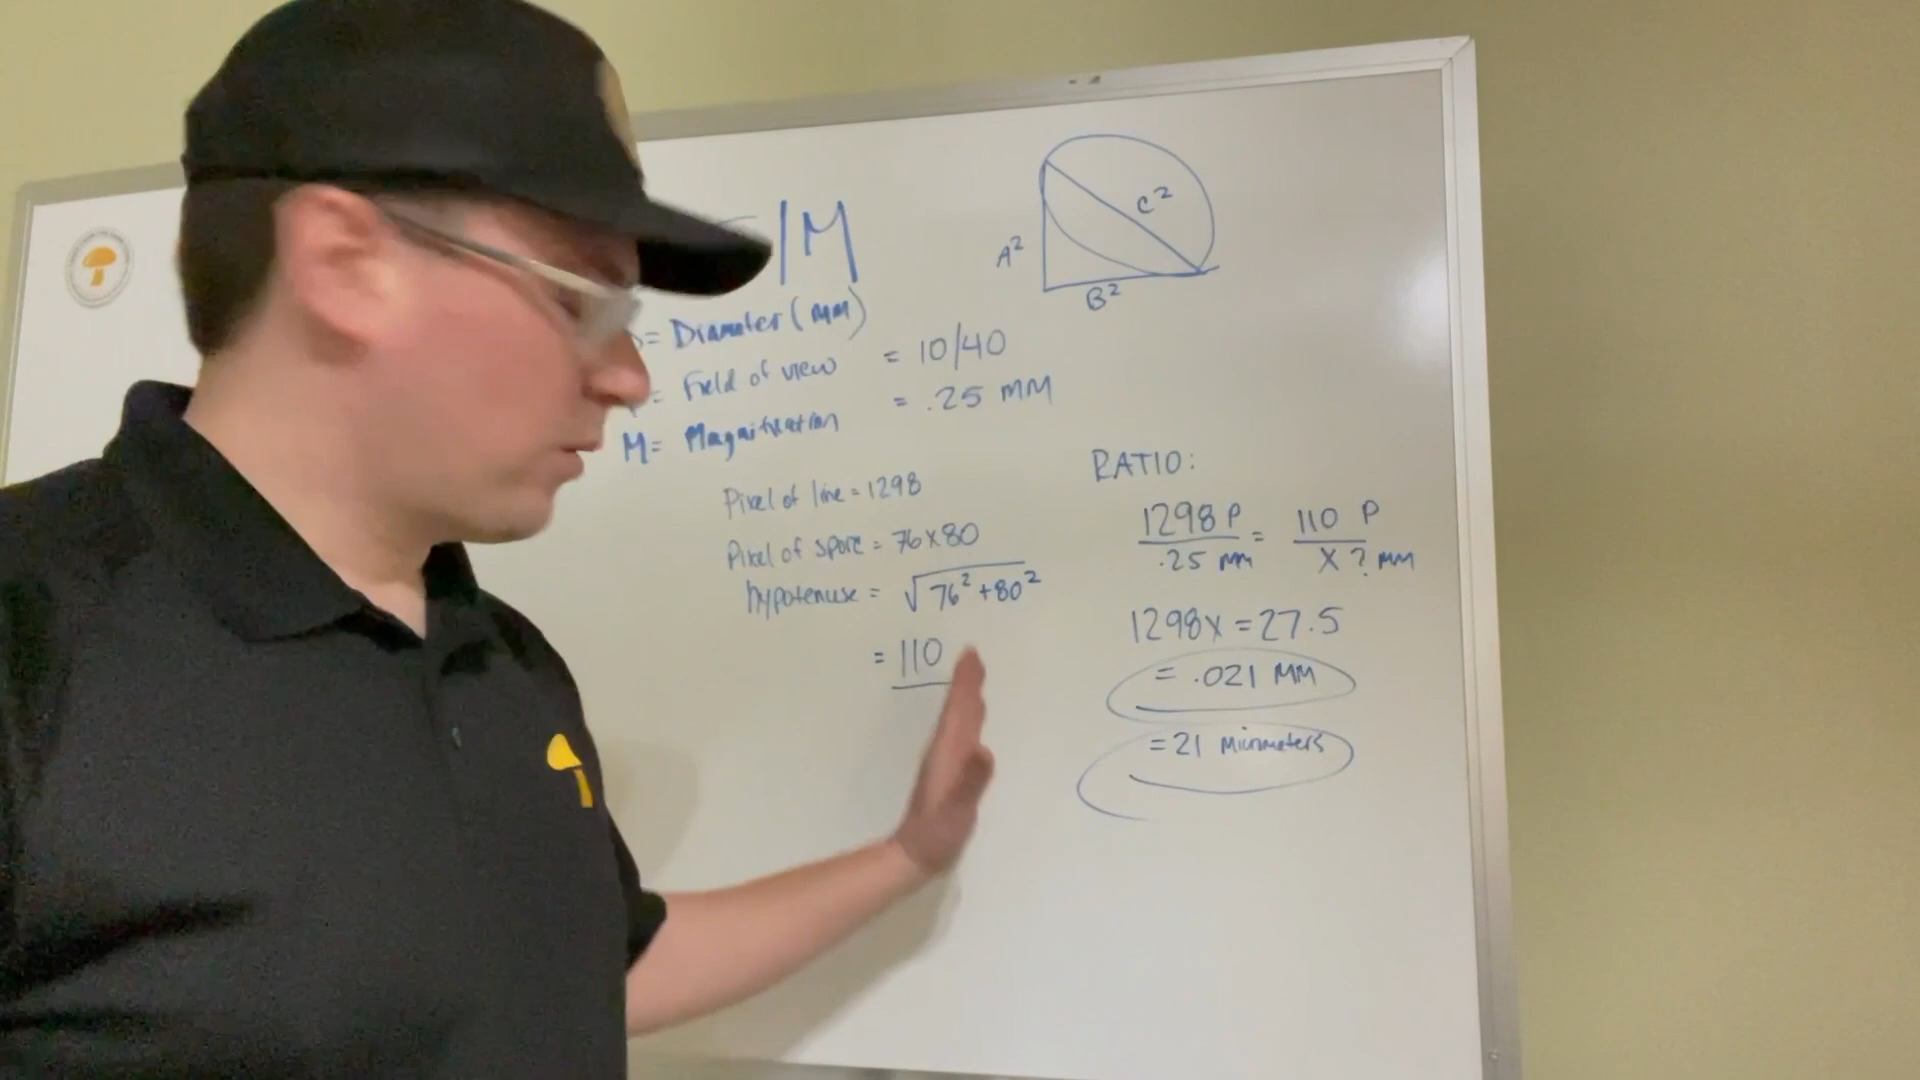 /M
= Diameter (MM)
= Field of view
M= Magnification
= 10/40
= .25 MM
A²
B²
C²
Pixel of line = 1298
Pixel of spore = 76x80
hypotenuse = √76²+80²
= 110
RATIO:
1298 P / .25 mm = 110 P / X ? mm
1298x = 27.5
= .021 MM
= 21 Micrometers